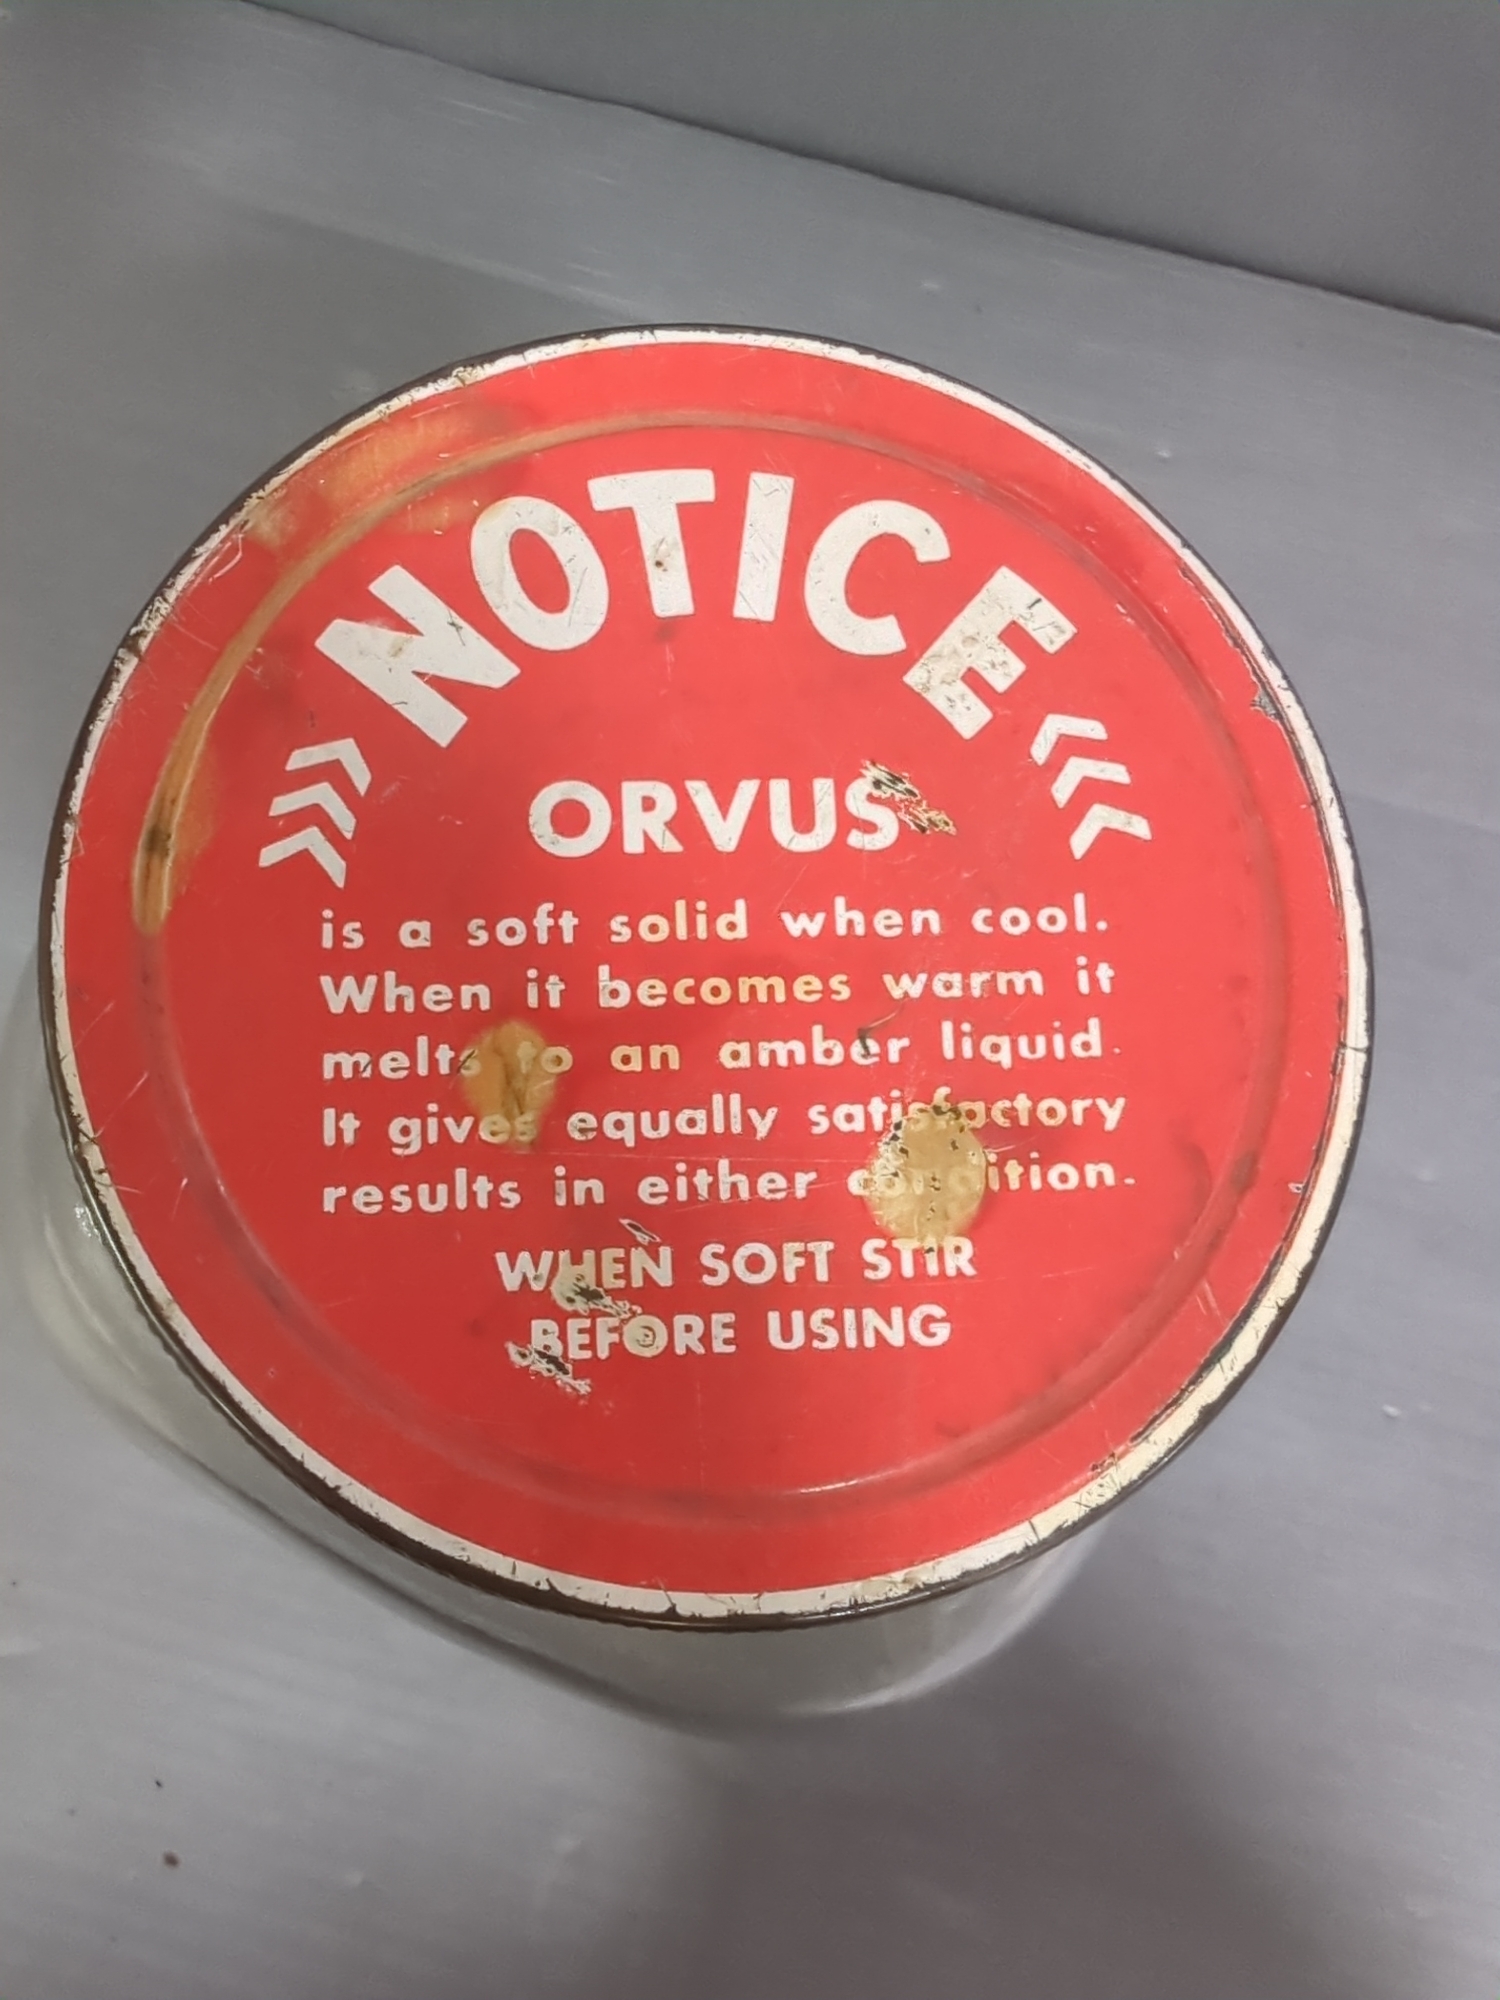 NOTICE
ORVUS
is a soft solid when cool.
When it becomes warm it
melts to an amber liquid.
It gives equally satisfactory
results in either condition.
WHEN SOFT STIR
BEFORE USING